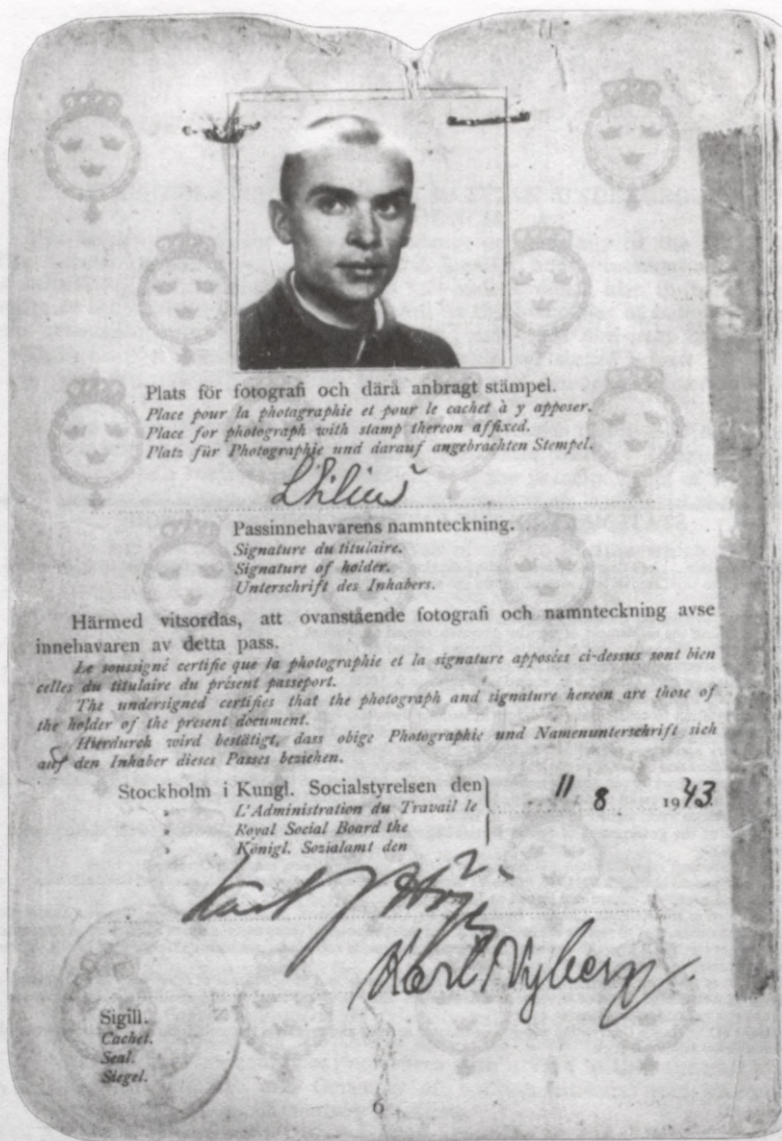 Plats för fotografi och därå anbragt stämpel.
Place pour la photagraphie et pour le cachet à y apposer.
Place for photograph with stamp thereon affixed.
Platz für Photographie und darauf angebrachten Stempel.
Passinnehavarens namnteckning.
Signature du titulaire.
Signature of holder.
Unterschrift des Inhabers.
Härmed vitsordas, att ovanstående fotografi och namnteckning avse
innehavaren av detta pass.
Le soussigné certifie que la photographie et la signature apposées ci-dessus sont bien
celles du titulaire du présent passeport.
The undersigned certifies that the photograph and signature hereon are those of
the holder of the present document.
Hierdurch wird bestätigt, dass obige Photographie und Namenunterschrift sich
auf den Inhaber dieses Passes beziehen.
Stockholm i Kungl. Socialstyrelsen den 11 8 1943
» L'Administration du Travail le
» Royal Social Board the
» Königl. Sozialamt den
Karl Nyberg
Sigill.
Cachet.
Seal.
Siegel.
6